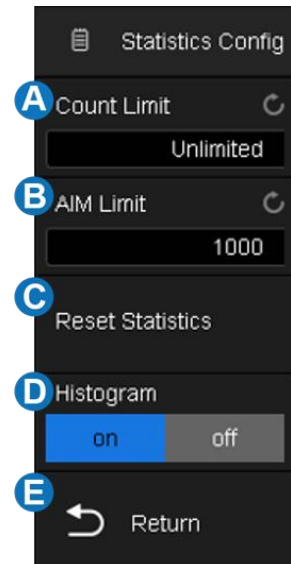 Statistics Config
A
Count Limit
Unlimited
B
AIM Limit
1000
C
Reset Statistics
D
Histogram
on off
E
Return